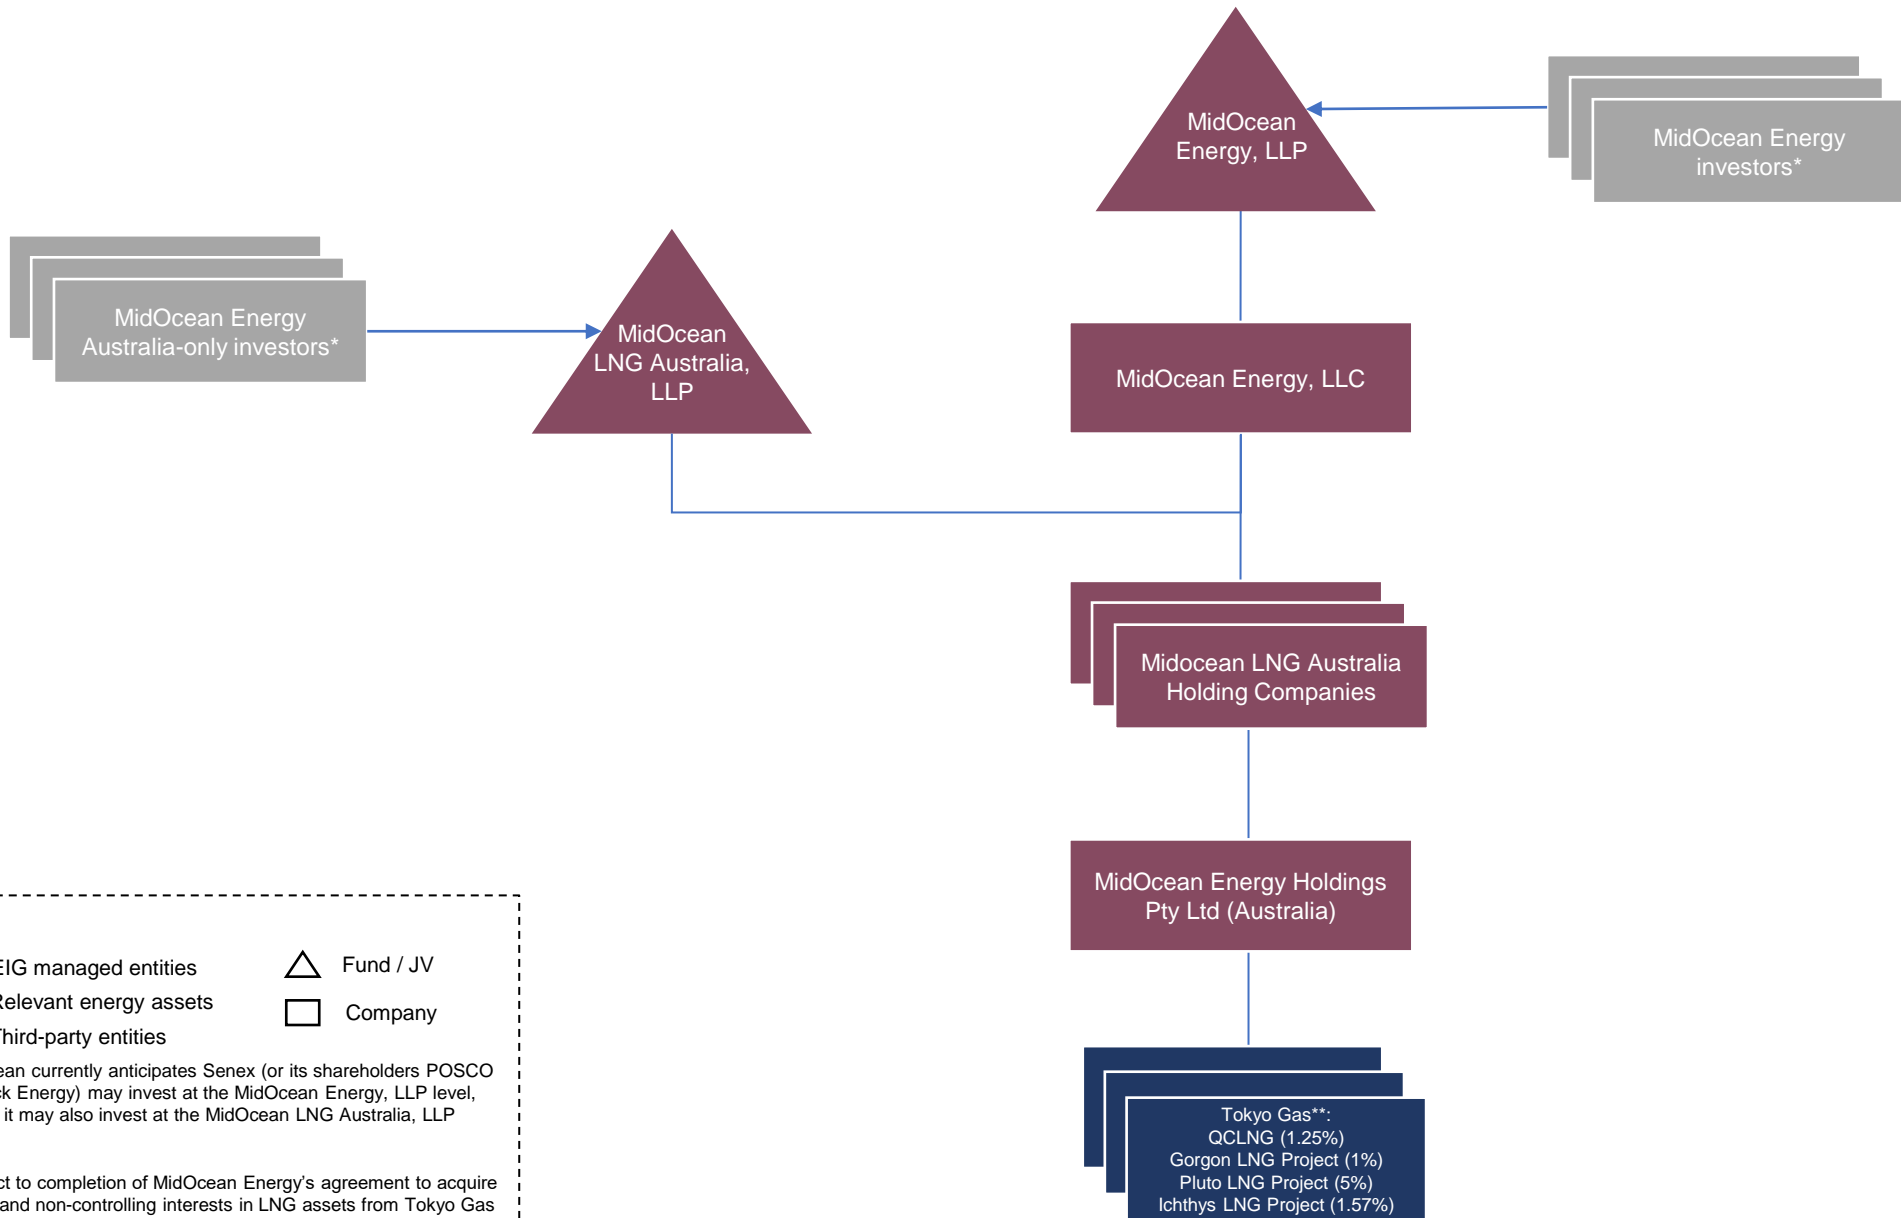 MidOcean
Energy, LLP
MidOcean Energy
investors*
MidOcean Energy
Australia-only investors*
MidOcean
LNG Australia,
LLP
MidOcean Energy, LLC
Midocean LNG Australia
Holding Companies
MidOcean Energy Holdings
Pty Ltd (Australia)
Tokyo Gas**:
QCLNG (1.25%)
Gorgon LNG Project (1%)
Pluto LNG Project (5%)
Ichthys LNG Project (1.57%)
EIG managed entities
Relevant energy assets
Third-party entities
Fund / JV
Company
currently anticipates Senex (or its shareholders POSCO
Energy) may invest at the MidOcean Energy, LLP level,
it may also invest at the MidOcean LNG Australia, LLP
to completion of MidOcean Energy's agreement to acquire
and non-controlling interests in LNG assets from Tokyo Gas